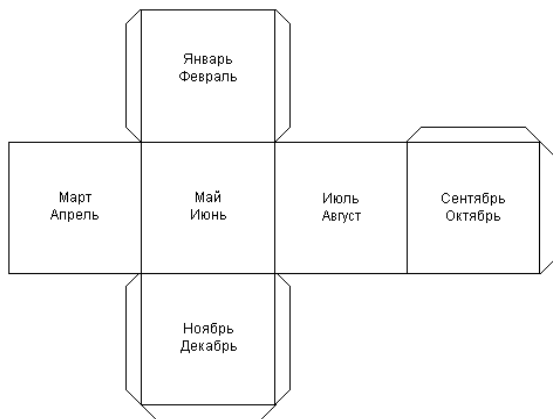 Январь
Февраль
Март
Апрель
Май
Июнь
Июль
Август
Сентябрь
Октябрь
Ноябрь
Декабрь